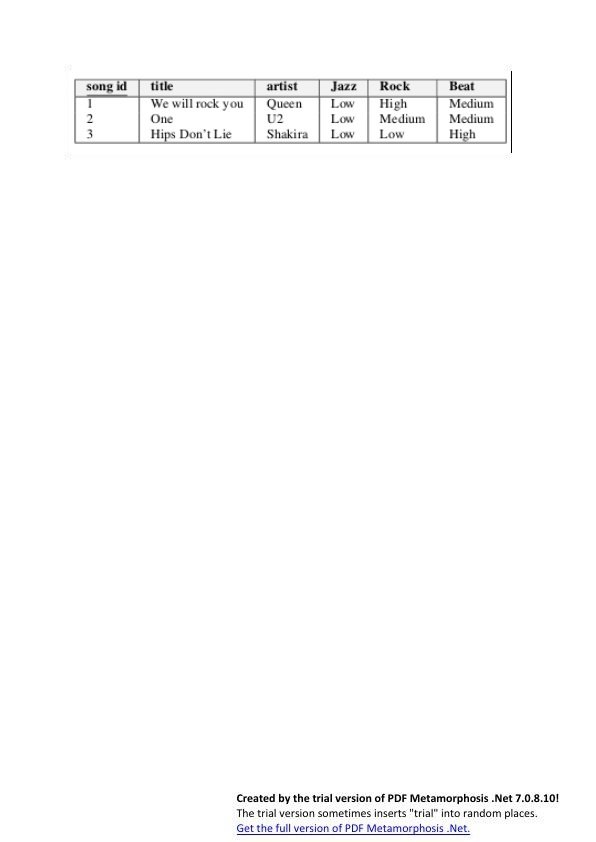 song id title artist Jazz Rock Beat
1 We will rock you Queen Low High Medium
2 One U2 Low Medium Medium
3 Hips Don't Lie Shakira Low Low High
Created by the trial version of PDF Metamorphosis .Net 7.0.8.10!
The trial version sometimes inserts "trial" into random places.
Get the full version of PDF Metamorphosis .Net.